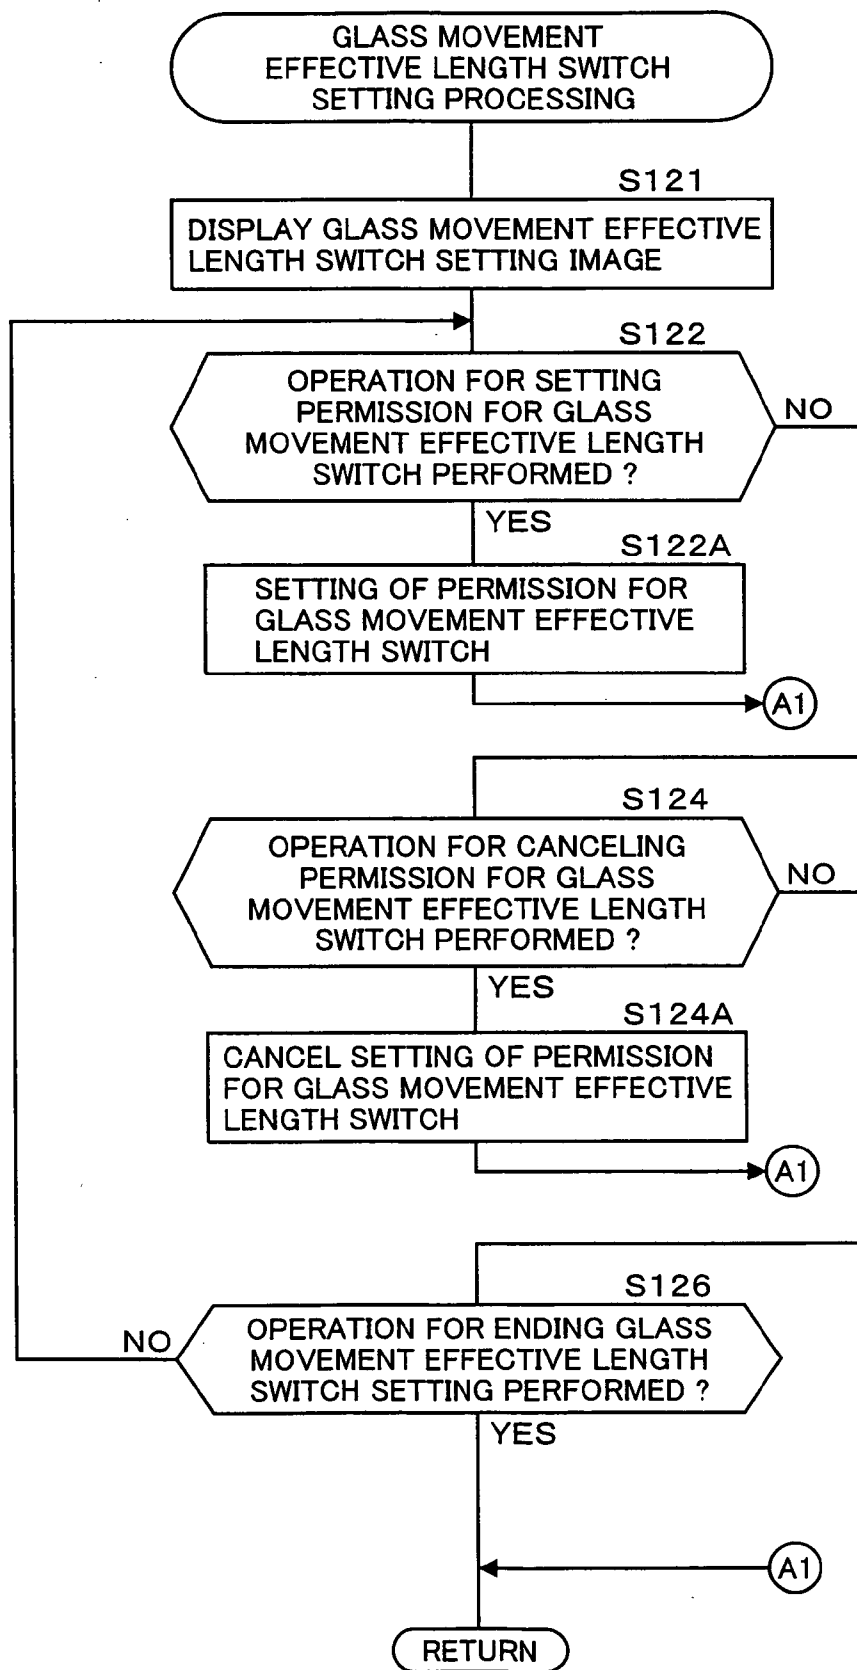 GLASS MOVEMENT
EFFECTIVE LENGTH SWITCH
SETTING PROCESSING
S121
DISPLAY GLASS MOVEMENT EFFECTIVE
LENGTH SWITCH SETTING IMAGE
S122
OPERATION FOR SETTING
PERMISSION FOR GLASS
MOVEMENT EFFECTIVE LENGTH
SWITCH PERFORMED ?
NO
YES
S122A
SETTING OF PERMISSION FOR
GLASS MOVEMENT EFFECTIVE
LENGTH SWITCH
A1
S124
OPERATION FOR CANCELING
PERMISSION FOR GLASS
MOVEMENT EFFECTIVE LENGTH
SWITCH PERFORMED ?
NO
YES
S124A
CANCEL SETTING OF PERMISSION
FOR GLASS MOVEMENT EFFECTIVE
LENGTH SWITCH
A1
S126
OPERATION FOR ENDING GLASS
MOVEMENT EFFECTIVE LENGTH
SWITCH SETTING PERFORMED ?
NO
YES
A1
RETURN